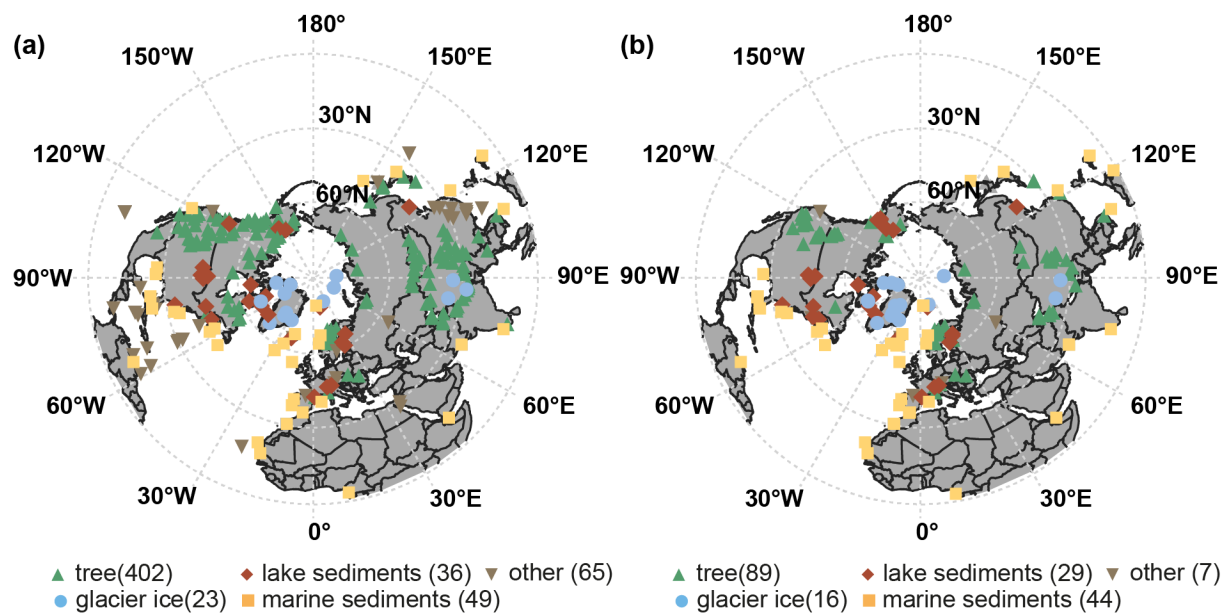 (a)
180°
150°W
150°E
30°N
120°W
120°E
60°N
90°W
90°E
60°W
60°E
30°W
30°E
0°
tree(402)
lake sediments (36)
other (65)
glacier ice(23)
marine sediments (49)
(b)
180°
150°W
150°E
30°N
120°W
120°E
60°N
90°W
90°E
60°W
60°E
30°W
30°E
0°
tree(89)
lake sediments (29)
other (7)
glacier ice(16)
marine sediments (44)